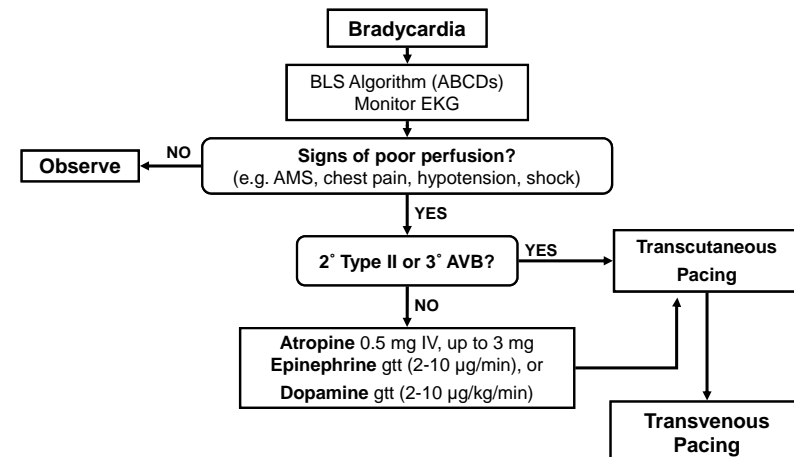 Bradycardia
BLS Algorithm (ABCDs)
Monitor EKG
Signs of poor perfusion?
(e.g. AMS, chest pain, hypotension, shock)
NO
Observe
YES
2˚ Type II or 3˚ AVB?
YES
Transcutaneous
Pacing
NO
Atropine 0.5 mg IV, up to 3 mg
Epinephrine gtt (2-10 µg/min), or
Dopamine gtt (2-10 µg/kg/min)
Transvenous
Pacing